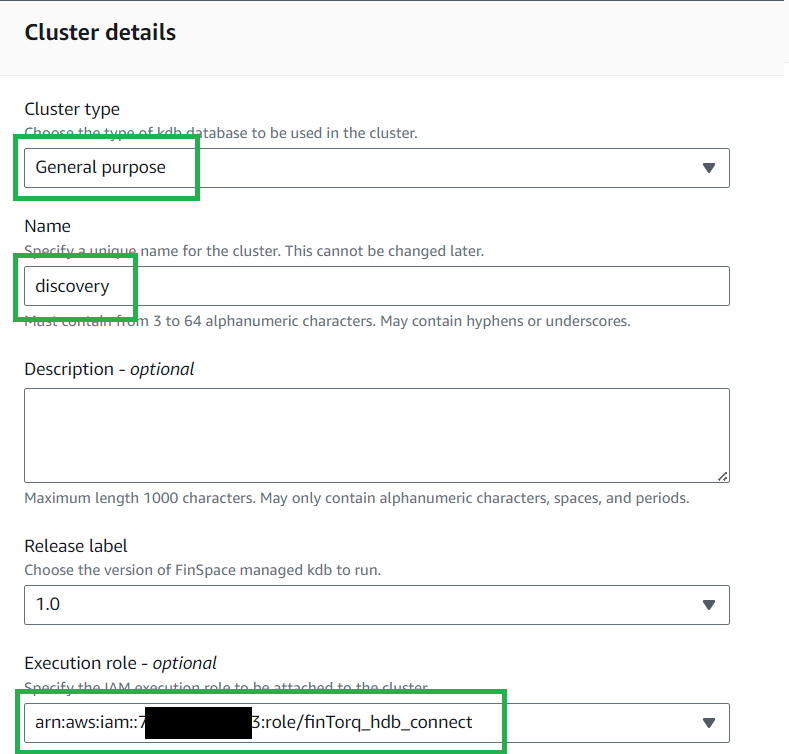 Cluster details
Cluster type
Choose the type of kdb database to be used in the cluster.
General purpose
Name
Specify a unique name for the cluster. This cannot be changed later.
discovery
Must contain from 3 to 64 alphanumeric characters. May contain hyphens or underscores.
Description - optional
Maximum length 1000 characters. May only contain alphanumeric characters, spaces, and periods.
Release label
Choose the version of FinSpace managed kdb to run.
1.0
Execution role - optional
Specify the IAM execution role to be attached to the cluster.
arn:aws:iam::7 3:role/finTorq_hdb_connect